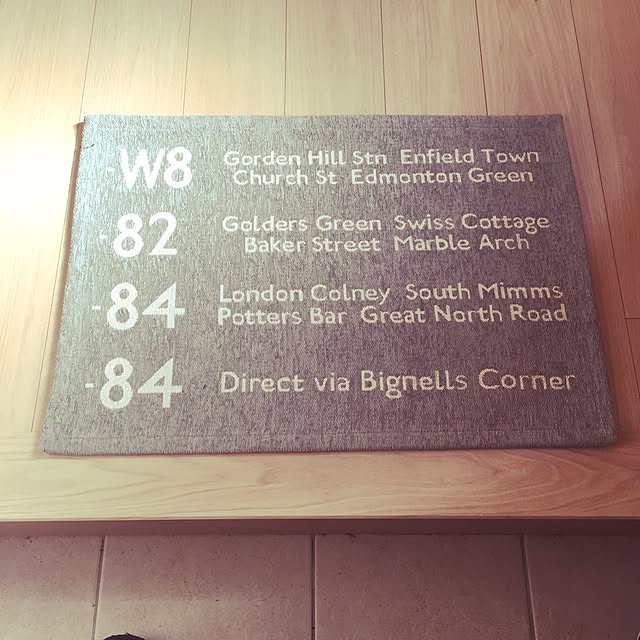 -W8 Gorden Hill Stn Enfield Town
Church St Edmonton Green
-82 Golders Green Swiss Cottage
Baker Street Marble Arch
-84 London Colney South Mimms
Potters Bar Great North Road
-84 Direct via Bignells Corner